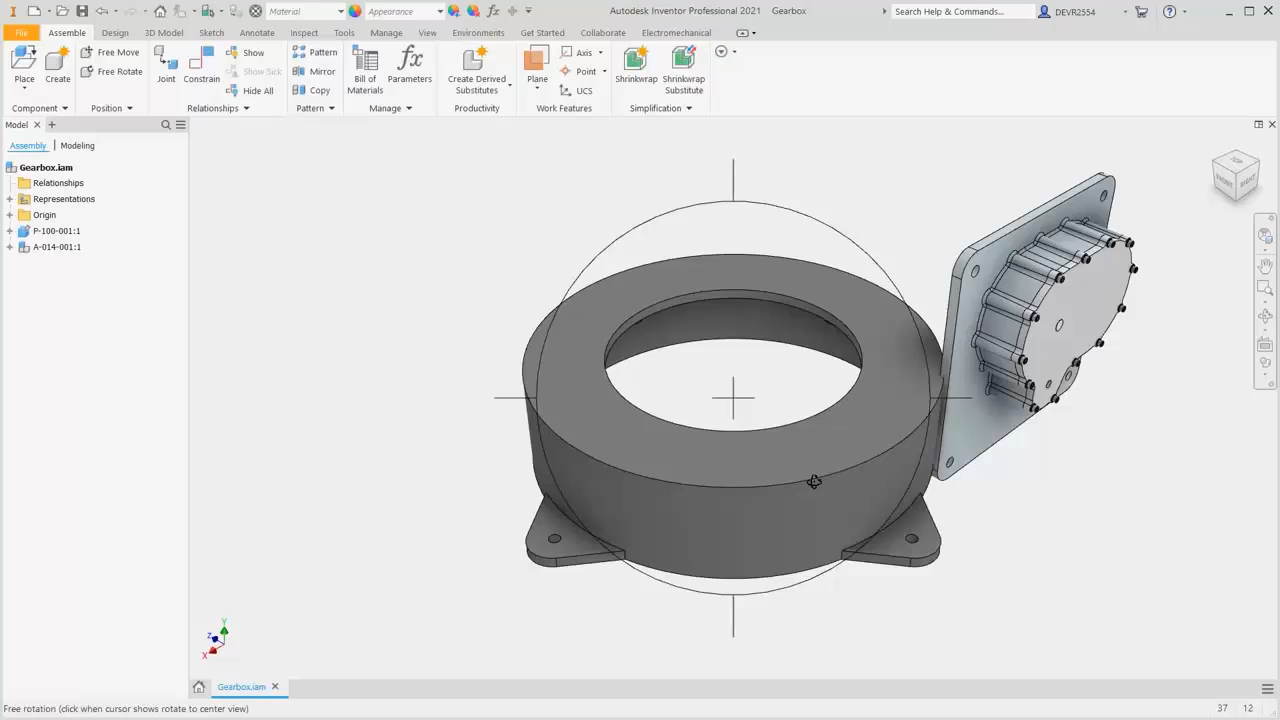 Material
Appearance
Autodesk Inventor Professional 2021 Gearbox
Search Help & Commands...
DEVR2554
File
Assembly
Design
3D Model
Sketch
Annotate
Inspect
Tools
Manage
View
Environments
Get Started
Collaborate
Electromechanical
Place
Create
Free Move
Free Rotate
Component
Position
Joint
Constrain
Show
Show Sick
Hide All
Relationships
Pattern
Mirror
Copy
Pattern
Bill of
Materials
Parameters
Manage
Create Derived
Substitutes
Productivity
Plane
Axis
Point
UCS
Work Features
Shrinkwrap
Shrinkwrap
Substitute
Simplification
Model
Assembly
Modeling
Gearbox.iam
Relationships
Representations
Origin
P-100-001:1
A-014-001:1
TOP
FRONT
RIGHT
Y
Z
X
Gearbox.iam
Free rotation (click when cursor shows rotate to center view)
37 12